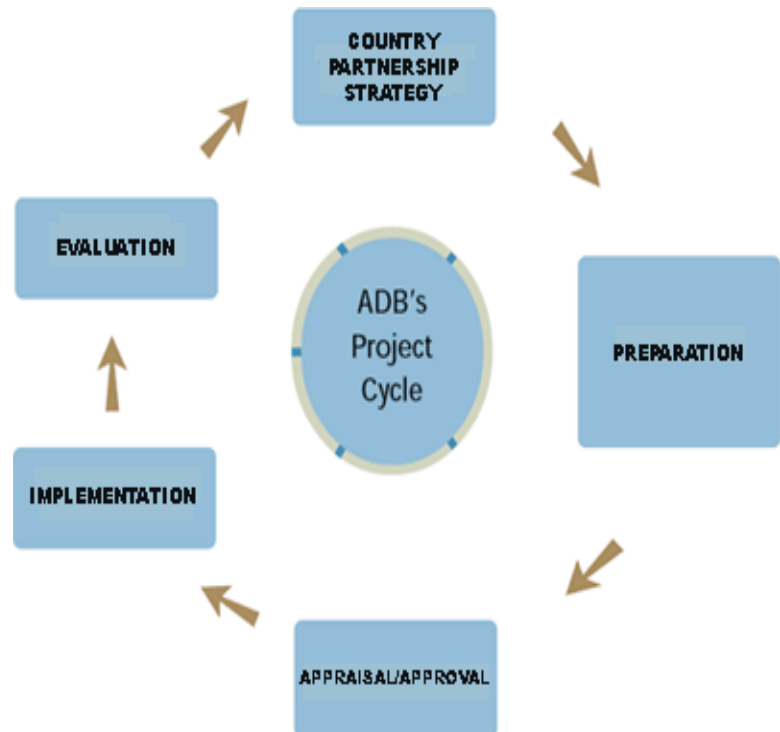 COUNTRY
PARTNERSHIP
STRATEGY
PREPARATION
APPRAISAL/APPROVAL
IMPLEMENTATION
EVALUATION
ADB's
Project
Cycle